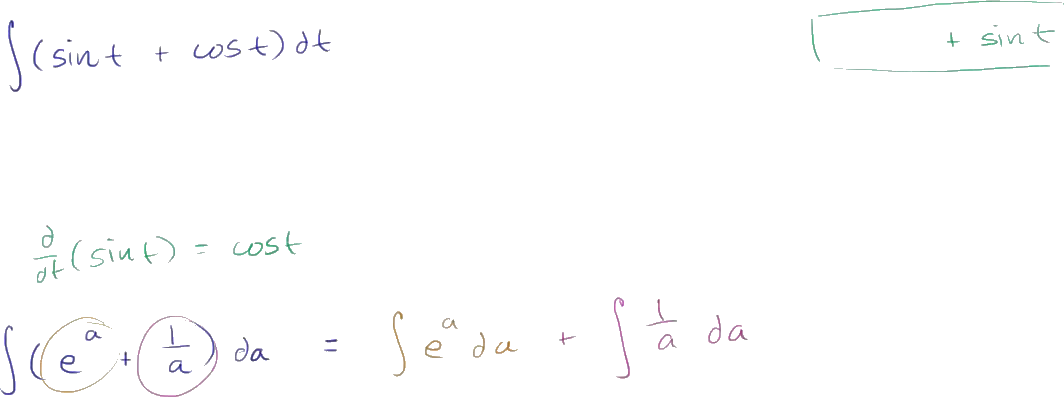 ∫(sin t + cos t) dt + sin t
d/dt (sin t) = cos t
∫(e^a + 1/a) da = ∫ e^a da + ∫ 1/a da